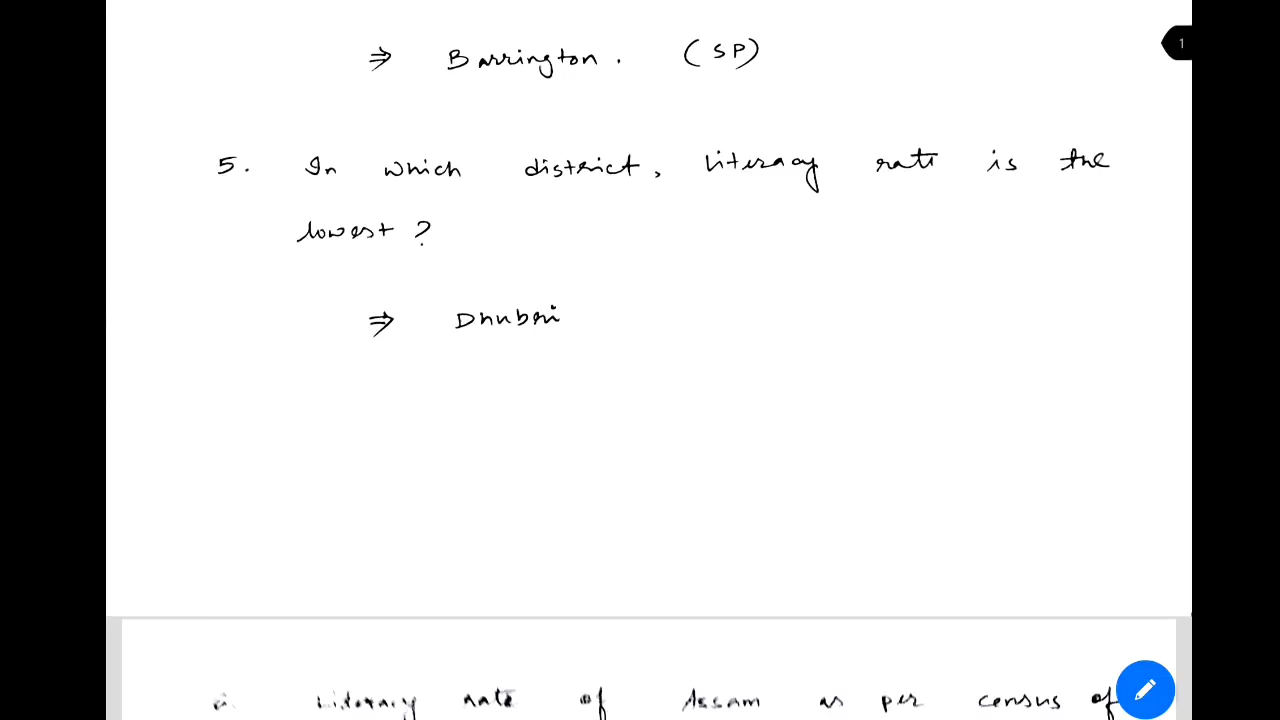 ⇒ Barrington. (SP)
1
5. In which district, literacy rate is the
lowest?
⇒ Dhubri
Literacy rate of Assam as per census of